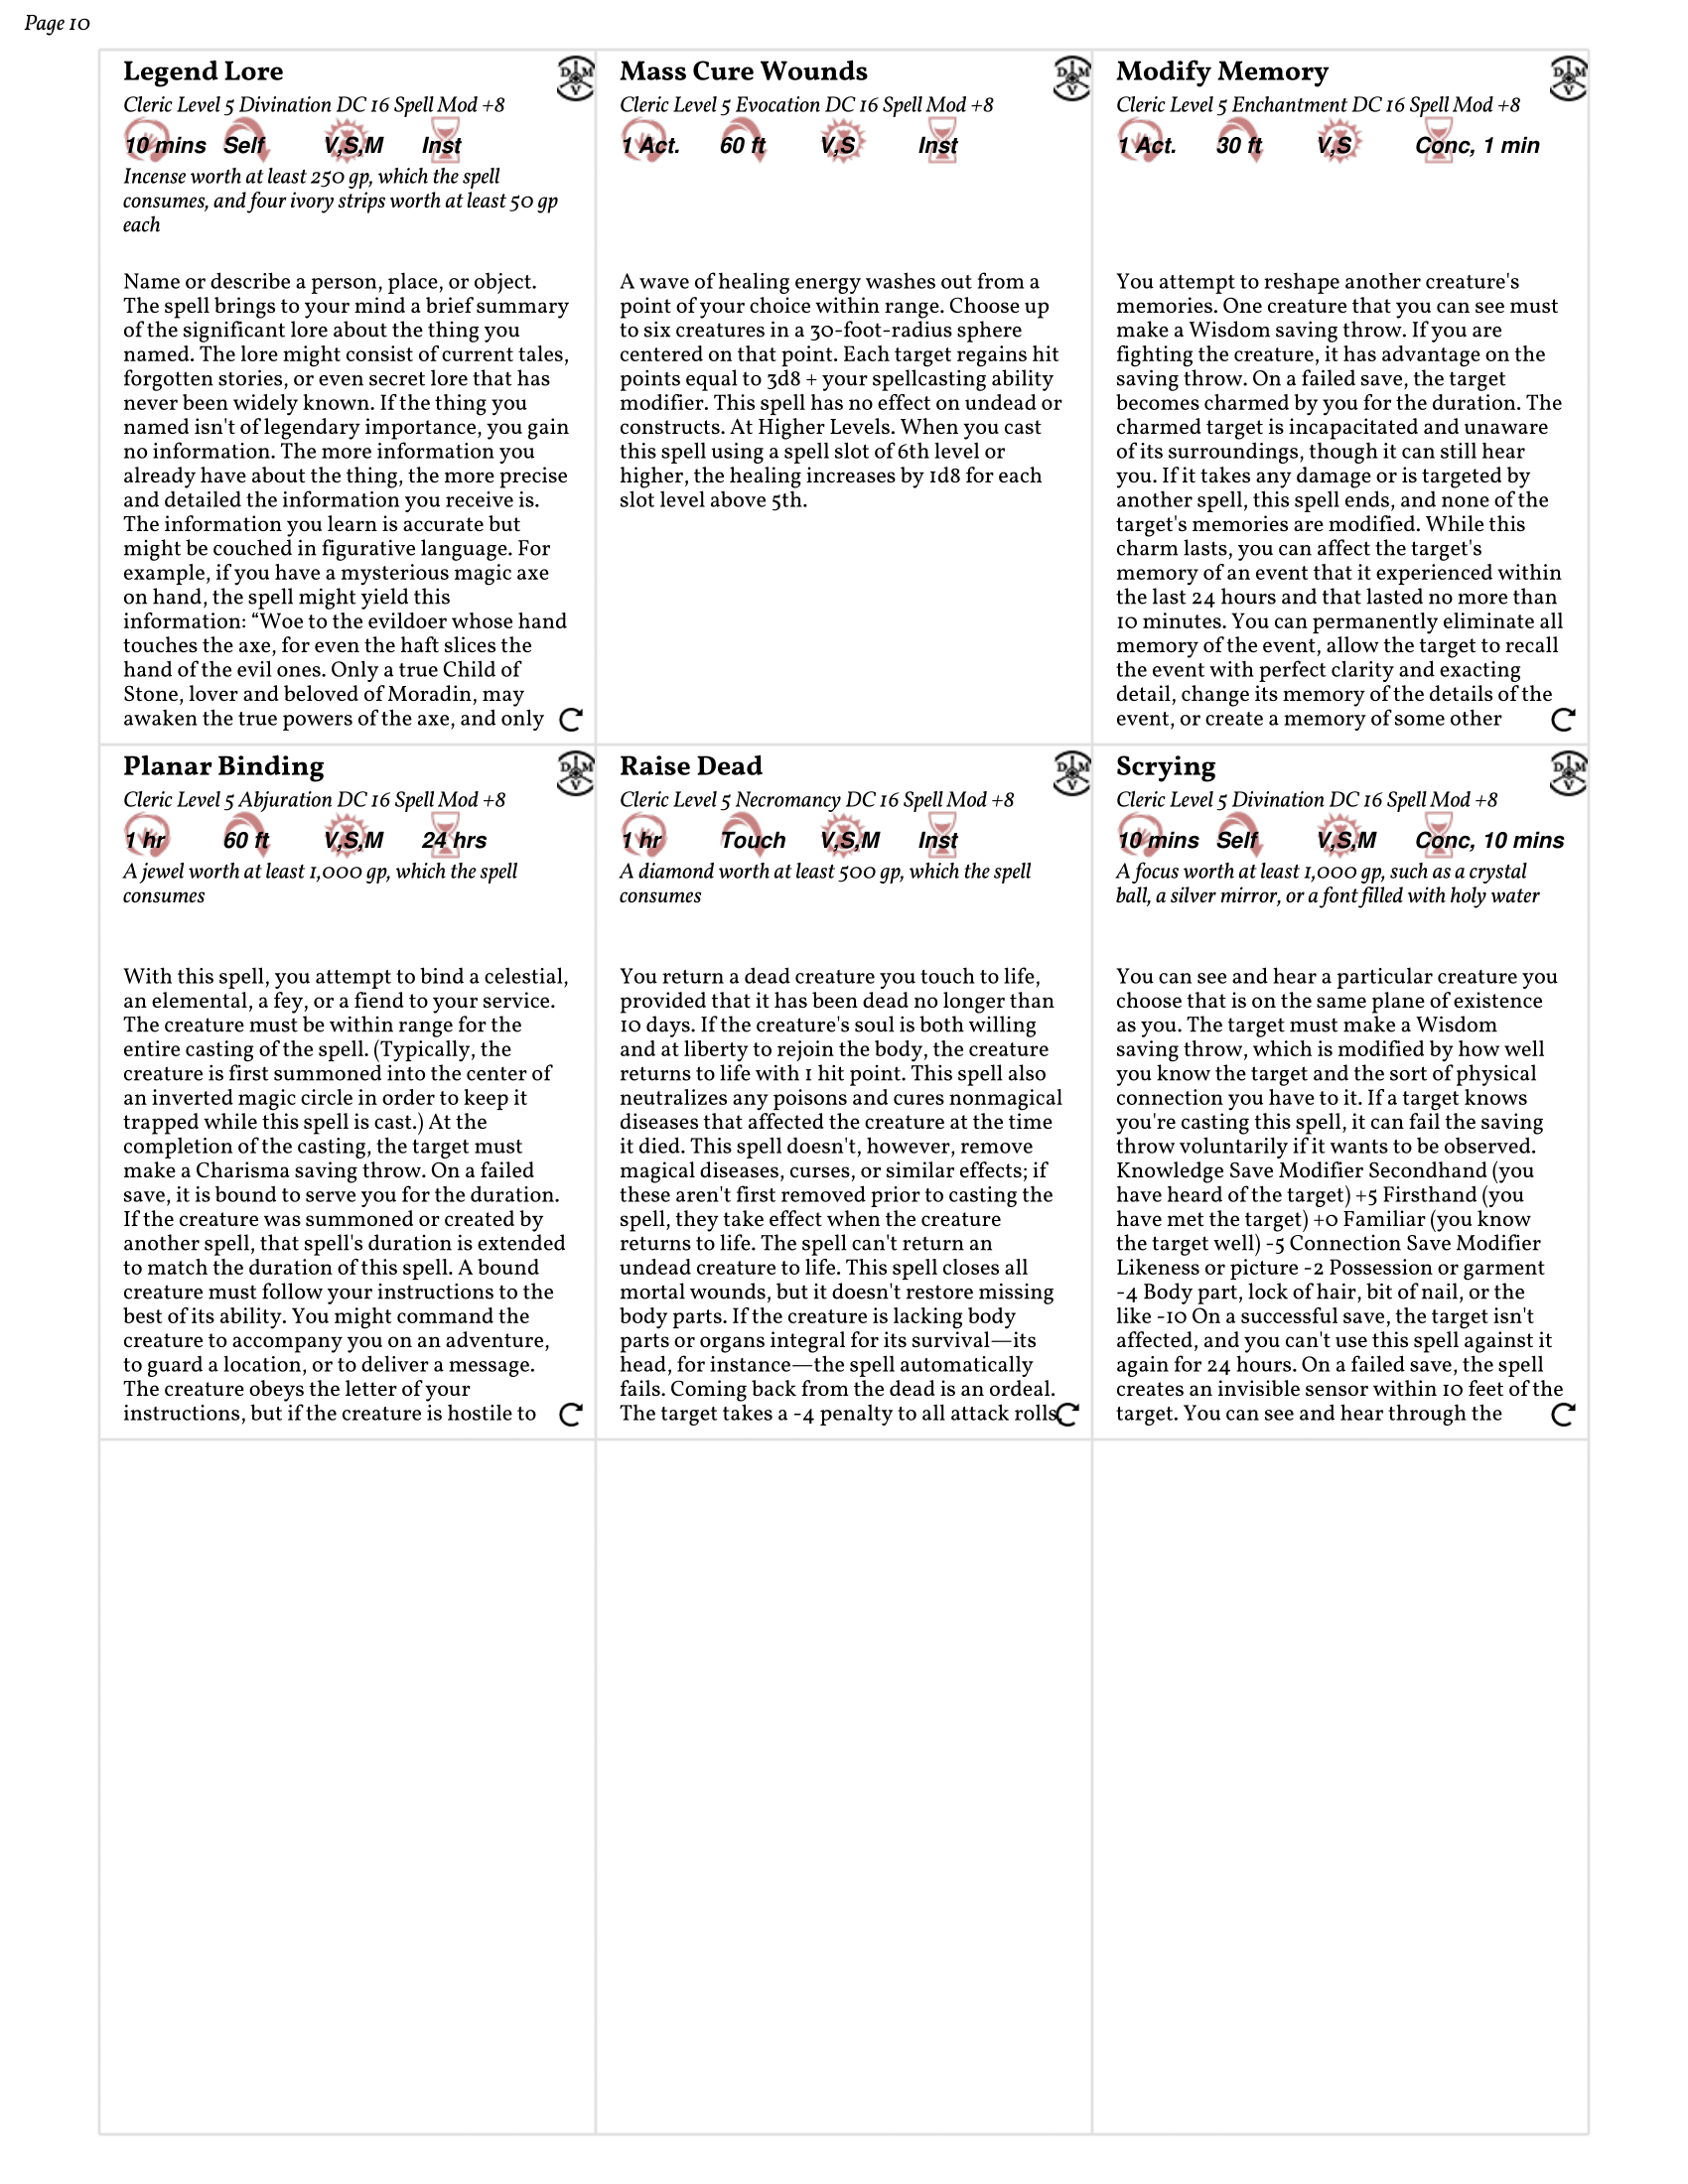 Page 10
Legend Lore
Cleric Level 5 Divination DC 16 Spell Mod +8
10 mins Self V,S,M Inst
Incense worth at least 250 gp, which the spell
consumes, and four ivory strips worth at least 50 gp
each
Name or describe a person, place, or object.
The spell brings to your mind a brief summary
of the significant lore about the thing you
named. The lore might consist of current tales,
forgotten stories, or even secret lore that has
never been widely known. If the thing you
named isn't of legendary importance, you gain
no information. The more information you
already have about the thing, the more precise
and detailed the information you receive is.
The information you learn is accurate but
might be couched in figurative language. For
example, if you have a mysterious magic axe
on hand, the spell might yield this
information: “Woe to the evildoer whose hand
touches the axe, for even the haft slices the
hand of the evil ones. Only a true Child of
Stone, lover and beloved of Moradin, may
awaken the true powers of the axe, and only
DMV
Mass Cure Wounds
Cleric Level 5 Evocation DC 16 Spell Mod +8
1 Act. 60 ft V,S Inst
A wave of healing energy washes out from a
point of your choice within range. Choose up
to six creatures in a 30-foot-radius sphere
centered on that point. Each target regains hit
points equal to 3d8 + your spellcasting ability
modifier. This spell has no effect on undead or
constructs. At Higher Levels. When you cast
this spell using a spell slot of 6th level or
higher, the healing increases by 1d8 for each
slot level above 5th.
DMV
Modify Memory
Cleric Level 5 Enchantment DC 16 Spell Mod +8
1 Act. 30 ft V,S Conc, 1 min
You attempt to reshape another creature's
memories. One creature that you can see must
make a Wisdom saving throw. If you are
fighting the creature, it has advantage on the
saving throw. On a failed save, the target
becomes charmed by you for the duration. The
charmed target is incapacitated and unaware
of its surroundings, though it can still hear
you. If it takes any damage or is targeted by
another spell, this spell ends, and none of the
target's memories are modified. While this
charm lasts, you can affect the target's
memory of an event that it experienced within
the last 24 hours and that lasted no more than
10 minutes. You can permanently eliminate all
memory of the event, allow the target to recall
the event with perfect clarity and exacting
detail, change its memory of the details of the
event, or create a memory of some other
DMV
Planar Binding
Cleric Level 5 Abjuration DC 16 Spell Mod +8
1 hr 60 ft V,S,M 24 hrs
A jewel worth at least 1,000 gp, which the spell
consumes
With this spell, you attempt to bind a celestial,
an elemental, a fey, or a fiend to your service.
The creature must be within range for the
entire casting of the spell. (Typically, the
creature is first summoned into the center of
an inverted magic circle in order to keep it
trapped while this spell is cast.) At the
completion of the casting, the target must
make a Charisma saving throw. On a failed
save, it is bound to serve you for the duration.
If the creature was summoned or created by
another spell, that spell's duration is extended
to match the duration of this spell. A bound
creature must follow your instructions to the
best of its ability. You might command the
creature to accompany you on an adventure,
to guard a location, or to deliver a message.
The creature obeys the letter of your
instructions, but if the creature is hostile to
DMV
Raise Dead
Cleric Level 5 Necromancy DC 16 Spell Mod +8
1 hr Touch V,S,M Inst
A diamond worth at least 500 gp, which the spell
consumes
You return a dead creature you touch to life,
provided that it has been dead no longer than
10 days. If the creature's soul is both willing
and at liberty to rejoin the body, the creature
returns to life with 1 hit point. This spell also
neutralizes any poisons and cures nonmagical
diseases that affected the creature at the time
it died. This spell doesn't, however, remove
magical diseases, curses, or similar effects; if
these aren't first removed prior to casting the
spell, they take effect when the creature
returns to life. The spell can't return an
undead creature to life. This spell closes all
mortal wounds, but it doesn't restore missing
body parts. If the creature is lacking body
parts or organs integral for its survival—its
head, for instance—the spell automatically
fails. Coming back from the dead is an ordeal.
The target takes a -4 penalty to all attack rolls,
DMV
Scrying
Cleric Level 5 Divination DC 16 Spell Mod +8
10 mins Self V,S,M Conc, 10 mins
A focus worth at least 1,000 gp, such as a crystal
ball, a silver mirror, or a font filled with holy water
You can see and hear a particular creature you
choose that is on the same plane of existence
as you. The target must make a Wisdom
saving throw, which is modified by how well
you know the target and the sort of physical
connection you have to it. If a target knows
you're casting this spell, it can fail the saving
throw voluntarily if it wants to be observed.
Knowledge Save Modifier Secondhand (you
have heard of the target) +5 Firsthand (you
have met the target) +0 Familiar (you know
the target well) -5 Connection Save Modifier
Likeness or picture -2 Possession or garment
-4 Body part, lock of hair, bit of nail, or the
like -10 On a successful save, the target isn't
affected, and you can't use this spell against it
again for 24 hours. On a failed save, the spell
creates an invisible sensor within 10 feet of the
target. You can see and hear through the
DMV